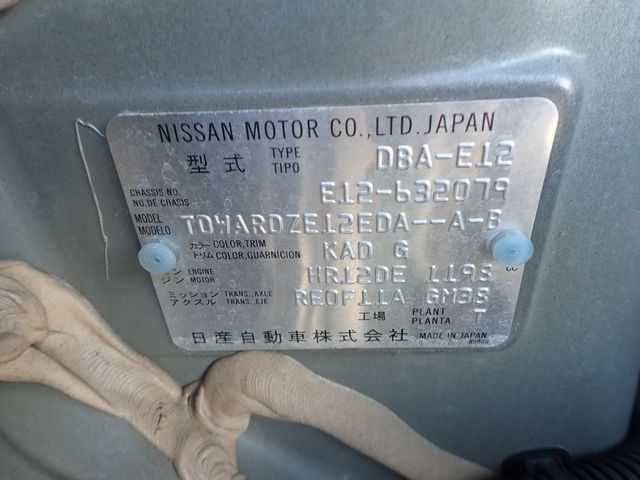 NISSAN MOTOR CO.,LTD. JAPAN
型式 TYPE TIPO DBA-E12
CHASSIS NO. NO. DE CHASIS E12-632079
MODEL MODELO TDWARDZE12EDA--A-B
カラー COLOR, TRIM トリム COLOR, GUARNICION KAD G
ENGINE MOTOR HR12DE 1198 cc
ミッション TRANS., AXLE アクスル TRANS., EJE RE0F11A GM38
工場 PLANT PLANTA T
日産自動車株式会社 MADE IN JAPAN